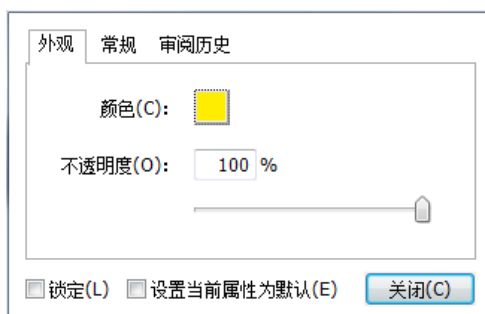 外观 常规 审阅历史
颜色(C):
不透明度(O): 100 %
锁定(L) 设置当前属性为默认(E) 关闭(C)